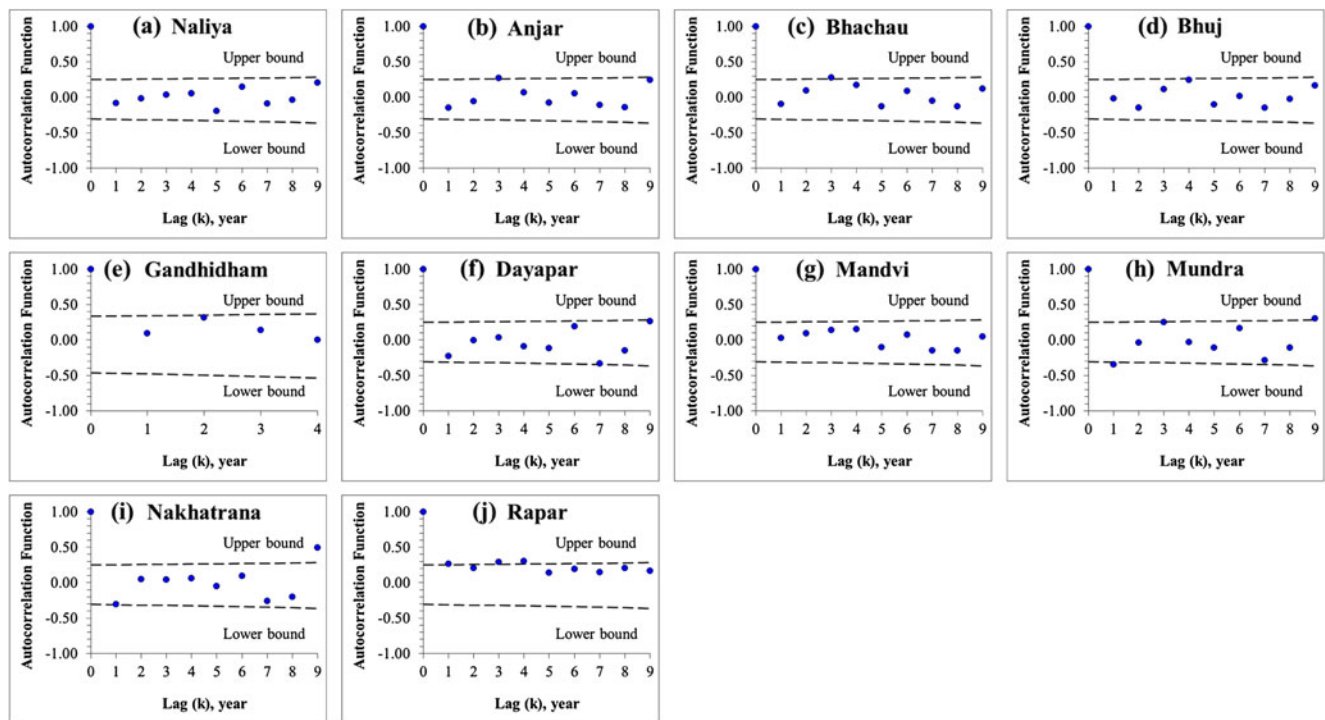 (a) Naliya
Autocorrelation Function
1.00
0.50
0.00
-0.50
-1.00
Upper bound
Lower bound
0 1 2 3 4 5 6 7 8 9
Lag (k), year
(b) Anjar
Autocorrelation Function
1.00
0.50
0.00
-0.50
-1.00
Upper bound
Lower bound
0 1 2 3 4 5 6 7 8 9
Lag (k), year
(c) Bhachau
Autocorrelation Function
1.00
0.50
0.00
-0.50
-1.00
Upper bound
Lower bound
0 1 2 3 4 5 6 7 8 9
Lag (k), year
(d) Bhuj
Autocorrelation Function
1.00
0.50
0.00
-0.50
-1.00
Upper bound
Lower bound
0 1 2 3 4 5 6 7 8 9
Lag (k), year
(e) Gandhidham
Autocorrelation Function
1.00
0.50
0.00
-0.50
-1.00
Upper bound
Lower bound
0 1 2 3 4
Lag (k), year
(f) Dayapar
Autocorrelation Function
1.00
0.50
0.00
-0.50
-1.00
Upper bound
Lower bound
0 1 2 3 4 5 6 7 8 9
Lag (k), year
(g) Mandvi
Autocorrelation Function
1.00
0.50
0.00
-0.50
-1.00
Upper bound
Lower bound
0 1 2 3 4 5 6 7 8 9
Lag (k), year
(h) Mundra
Autocorrelation Function
1.00
0.50
0.00
-0.50
-1.00
Upper bound
Lower bound
0 1 2 3 4 5 6 7 8 9
Lag (k), year
(i) Nakhatrana
Autocorrelation Function
1.00
0.50
0.00
-0.50
-1.00
Upper bound
Lower bound
0 1 2 3 4 5 6 7 8 9
Lag (k), year
(j) Rapar
Autocorrelation Function
1.00
0.50
0.00
-0.50
-1.00
Upper bound
Lower bound
0 1 2 3 4 5 6 7 8 9
Lag (k), year